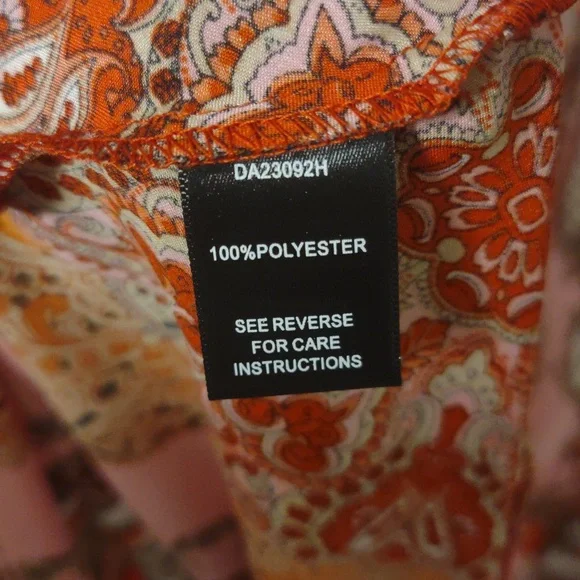 DA23092H
100%POLYESTER
SEE REVERSE
FOR CARE
INSTRUCTIONS